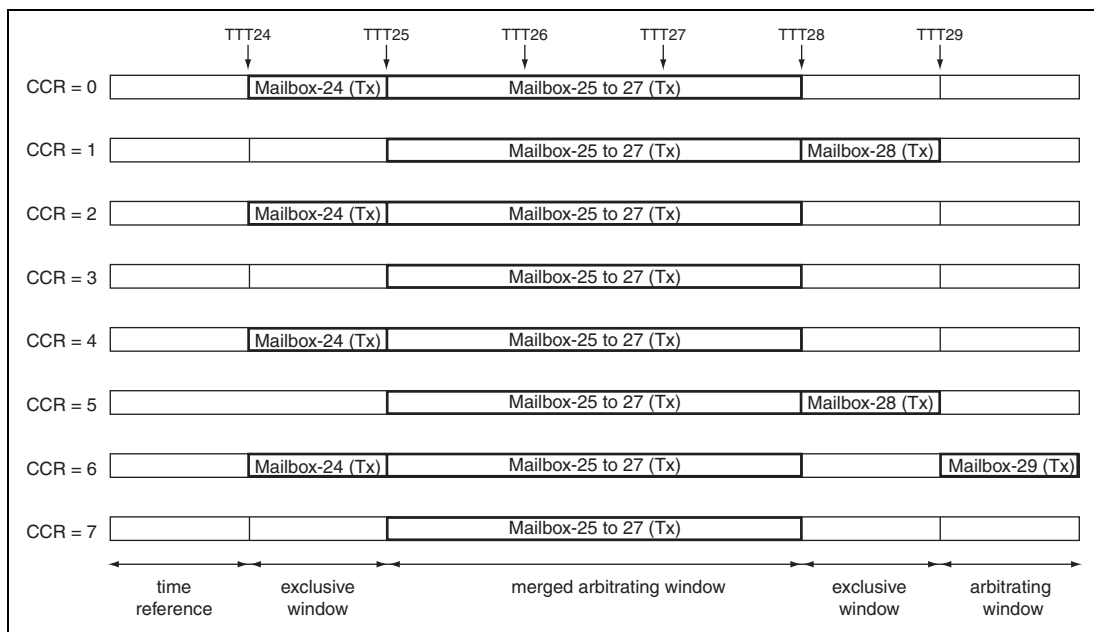 TTT24 TTT25 TTT26 TTT27 TTT28 TTT29
CCR = 0 Mailbox-24 (Tx) Mailbox-25 to 27 (Tx)
CCR = 1 Mailbox-25 to 27 (Tx) Mailbox-28 (Tx)
CCR = 2 Mailbox-24 (Tx) Mailbox-25 to 27 (Tx)
CCR = 3 Mailbox-25 to 27 (Tx)
CCR = 4 Mailbox-24 (Tx) Mailbox-25 to 27 (Tx)
CCR = 5 Mailbox-25 to 27 (Tx) Mailbox-28 (Tx)
CCR = 6 Mailbox-24 (Tx) Mailbox-25 to 27 (Tx) Mailbox-29 (Tx)
CCR = 7 Mailbox-25 to 27 (Tx)
time exclusive merged arbitrating window exclusive arbitrating
reference window window window